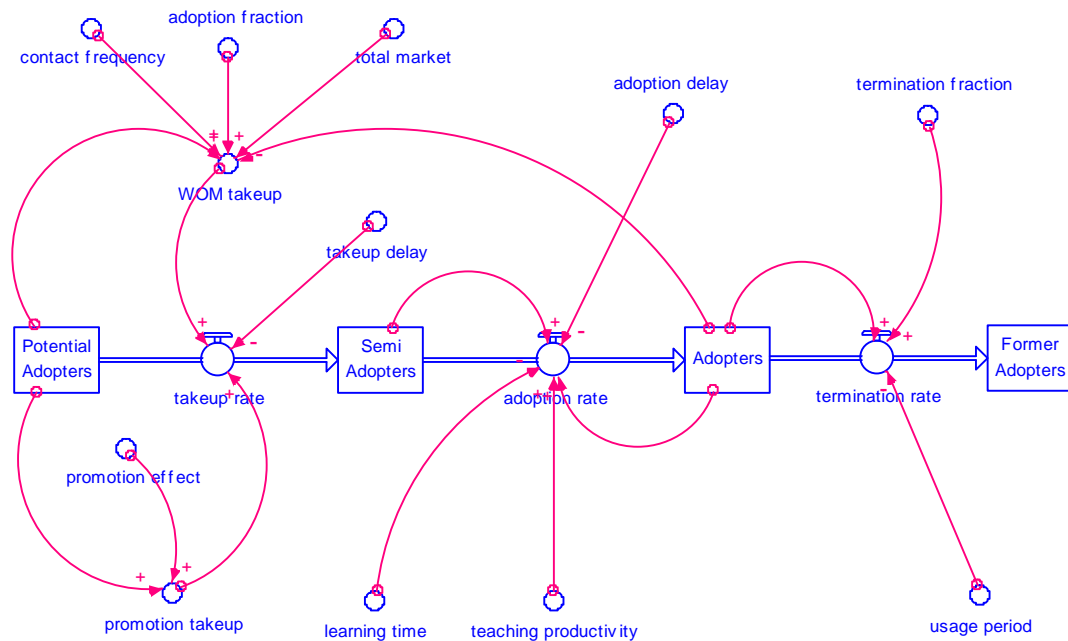 adoption fraction
contact frequency
total market
adoption delay
termination fraction
+ +
-
WOM takeup
takeup delay
+
-
+
-
+
+
Potential
Adopters
Semi
Adopters
Adopters
Former
Adopters
-
takeup rate
+
adoption rate
+
termination rate
-
promotion effect
+
+
promotion takeup
learning time
teaching productivity
usage period